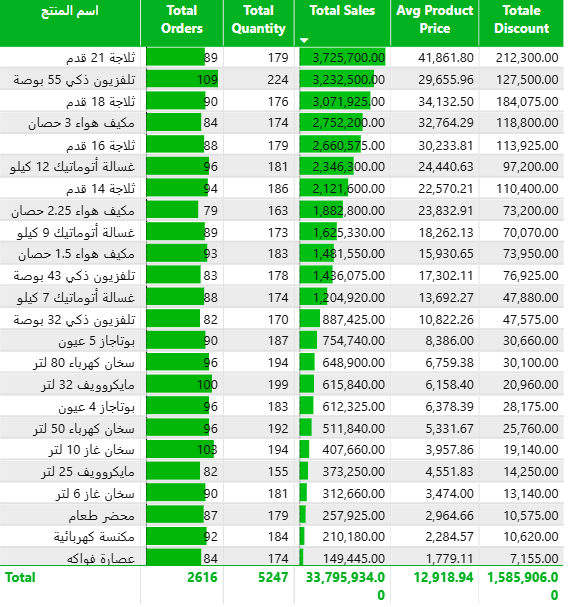 اسم المنتج Total Orders Total Quantity Total Sales Avg Product Price Totale Discount
ثلاجة 21 قدم 89 179 3,725,700.00 41,861.80 212,300.00
تلفزيون ذكي 55 بوصة 109 224 3,232,500.00 29,655.96 127,500.00
ثلاجة 18 قدم 90 176 3,071,925.00 34,132.50 184,075.00
مكيف هواء 3 حصان 84 174 2,752,200.00 32,764.29 118,800.00
ثلاجة 16 قدم 88 179 2,660,575.00 30,233.81 113,925.00
غسالة أتوماتيك 12 كيلو 96 181 2,346,300.00 24,440.63 97,200.00
ثلاجة 14 قدم 94 186 2,121,600.00 22,570.21 110,400.00
مكيف هواء 2.25 حصان 79 163 1,882,800.00 23,832.91 73,200.00
غسالة أتوماتيك 9 كيلو 89 173 1,625,330.00 18,262.13 70,070.00
مكيف هواء 1.5 حصان 93 183 1,481,550.00 15,930.65 73,950.00
تلفزيون ذكي 43 بوصة 83 178 1,436,075.00 17,302.11 76,925.00
غسالة أتوماتيك 7 كيلو 88 174 1,204,920.00 13,692.27 47,880.00
تلفزيون ذكي 32 بوصة 82 170 887,425.00 10,822.26 47,575.00
بوتاجاز 5 عيون 90 187 754,740.00 8,386.00 30,660.00
سخان كهرباء 80 لتر 96 194 648,900.00 6,759.38 30,100.00
مايكروويف 32 لتر 100 199 615,840.00 6,158.40 20,960.00
بوتاجاز 4 عيون 96 183 612,325.00 6,378.39 28,175.00
سخان كهرباء 50 لتر 96 192 511,840.00 5,331.67 25,760.00
سخان غاز 10 لتر 103 194 407,660.00 3,957.86 19,140.00
مايكروويف 25 لتر 82 155 373,250.00 4,551.83 14,250.00
سخان غاز 6 لتر 90 181 312,660.00 3,474.00 13,140.00
محضر طعام 87 179 257,925.00 2,964.66 10,575.00
مكنسة كهربائية 92 184 210,180.00 2,284.57 10,620.00
عصارة فواكه 84 174 149,445.00 1,779.11 7,155.00
Total 2616 5247 33,795,934.00 12,918.94 1,585,906.00